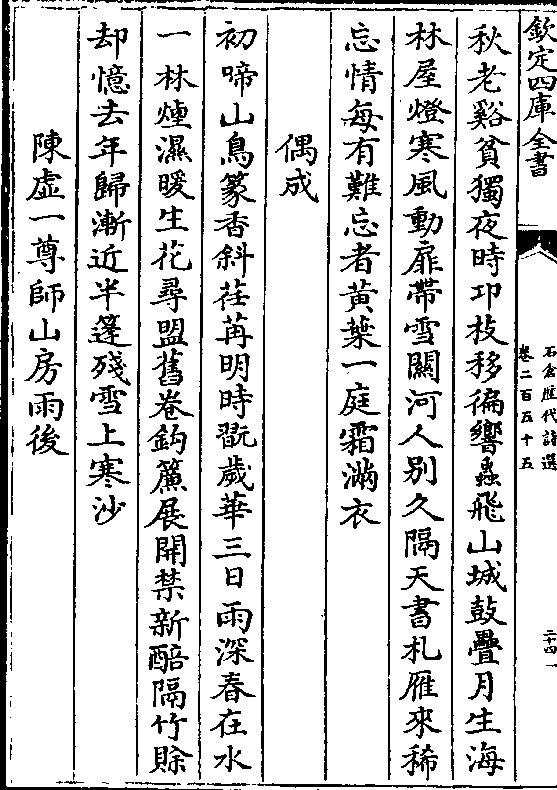 欽定四庫全書
石倉歷代詩選
卷二百五十五
二十四
秋老谿貧獨夜時卭枝移徧響蟲飛山城鼓疊月生海
林屋燈寒風動扉帶雪關河人别久隔天書札雁來稀
忘情每有難忘者黄葉一庭霜滿衣
偶成
初啼山鳥篆香斜荏苒明時翫歲華三日雨深春在水
一林煙濕暖生花尋盟舊卷鈎簾展開禁新醅隔竹賒
却憶去年歸漸近半篷殘雪上寒沙
陳虚一尊師山房雨後